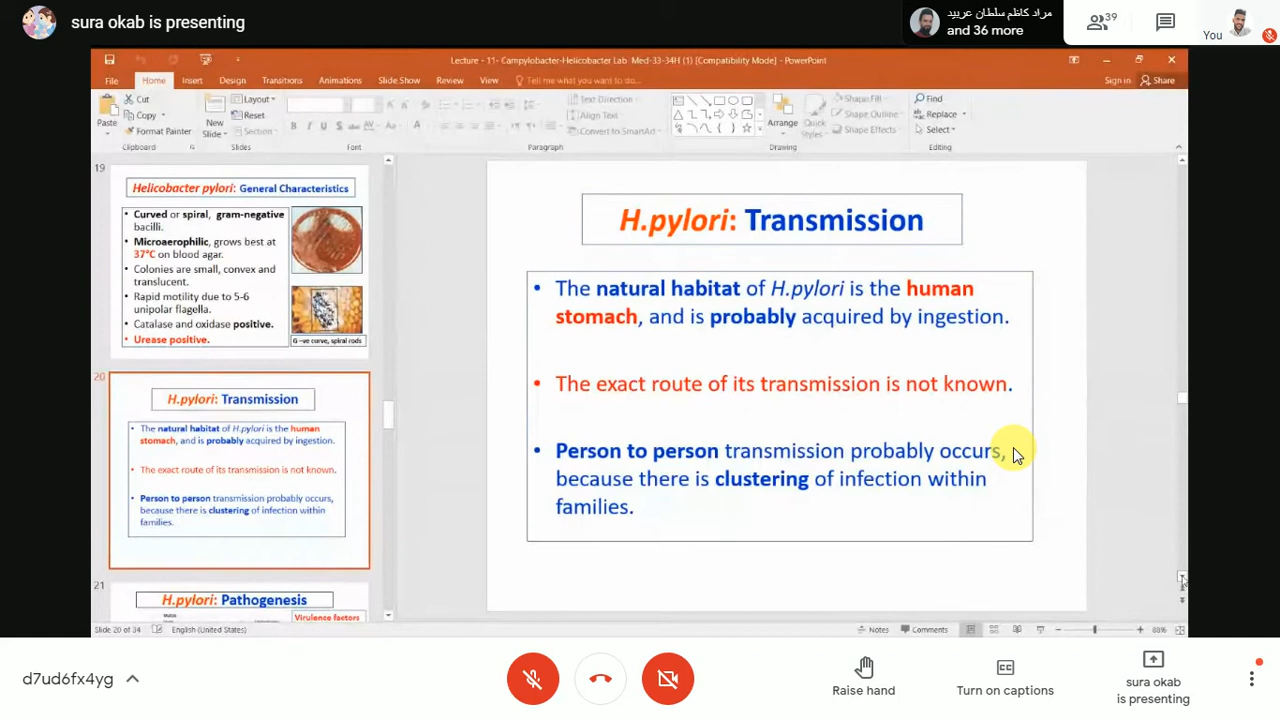 sura okab is presenting
مراد كاظم سلطان عريبد
and 36 more
39
You
Lecture - 11- Campylobacter-Helicobacter Lab. Med-33-34H (1) [Compatibility Mode] - PowerPoint
File Home Insert Design Transitions Animations Slide Show Review View Tell me what you want to do... Sign in Share
Paste
Cut
Copy
Format Painter
Clipboard
New Slide
Layout
Reset
Section
Slides
Font
Text Direction
Align Text
Convert to SmartArt
Paragraph
Arrange
Quick Styles
Shape Fill
Shape Outline
Shape Effects
Drawing
Find
Replace
Select
Editing
19
Helicobacter pylori: General Characteristics
• Curved or spiral, gram-negative
bacilli.
• Microaerophilic, grows best at
37°C on blood agar.
• Colonies are small, convex and
translucent.
• Rapid motility due to 5-6
unipolar flagella.
• Catalase and oxidase positive.
• Urease positive.
G -ve curve, spiral rods
20
H.pylori: Transmission
• The natural habitat of H.pylori is the human
stomach, and is probably acquired by ingestion.
• The exact route of its transmission is not known.
• Person to person transmission probably occurs,
because there is clustering of infection within
families.
21
H.pylori: Pathogenesis
Virulence factors
H.pylori: Transmission
• The natural habitat of H.pylori is the human
stomach, and is probably acquired by ingestion.
• The exact route of its transmission is not known.
• Person to person transmission probably occurs,
because there is clustering of infection within
families.
Slide 20 of 34 English (United States) Notes Comments 88%
d7ud6fx4yg
Raise hand
Turn on captions
sura okab
is presenting